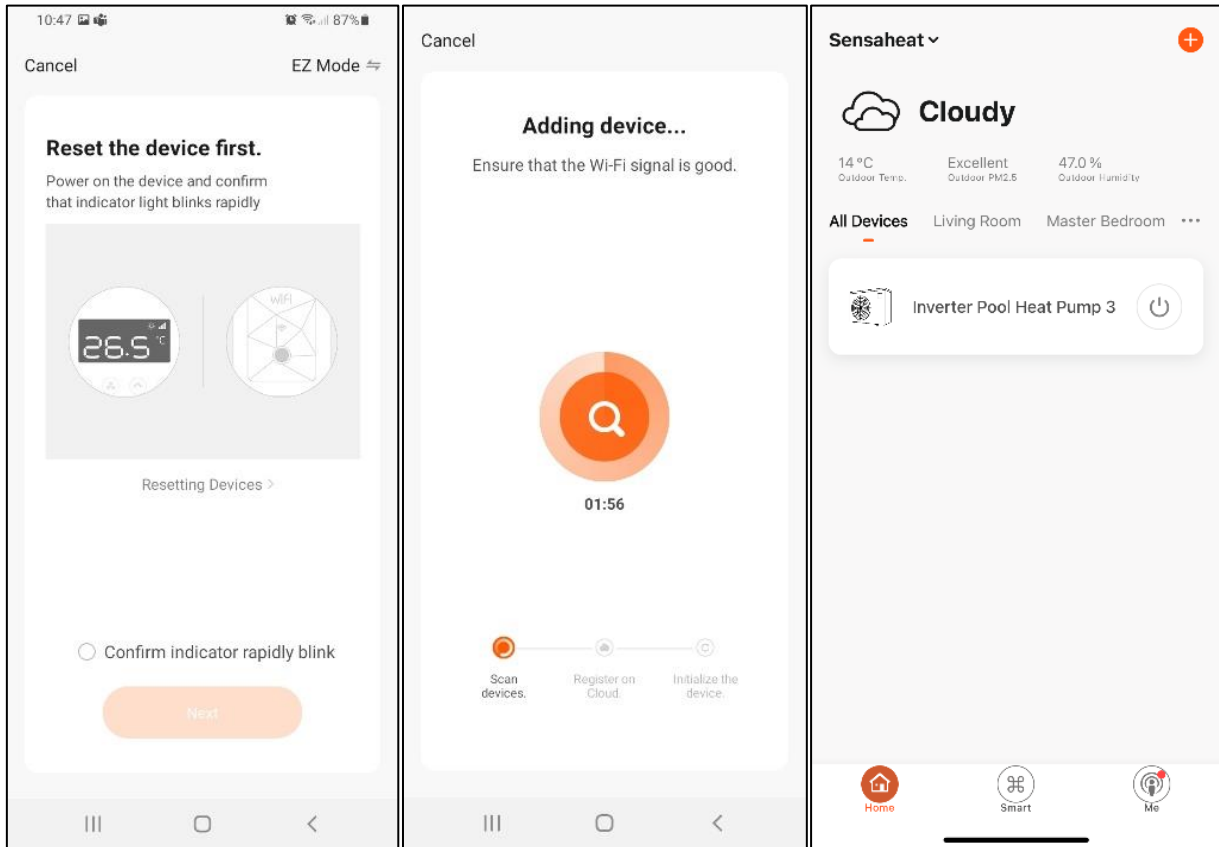 10:47 87%
Cancel EZ Mode
Reset the device first.
Power on the device and confirm
that indicator light blinks rapidly
26.5 °C
wifi
Resetting Devices >
Confirm indicator rapidly blink
Next
Cancel
Adding device...
Ensure that the Wi-Fi signal is good.
01:56
Scan
devices.
Register on
Cloud.
Initialize the
device.
Sensaheat
Cloudy
14 °C Excellent 47.0 %
Outdoor Temp. Outdoor PM2.5 Outdoor Humidity
All Devices Living Room Master Bedroom ...
Inverter Pool Heat Pump 3
Home Smart Me